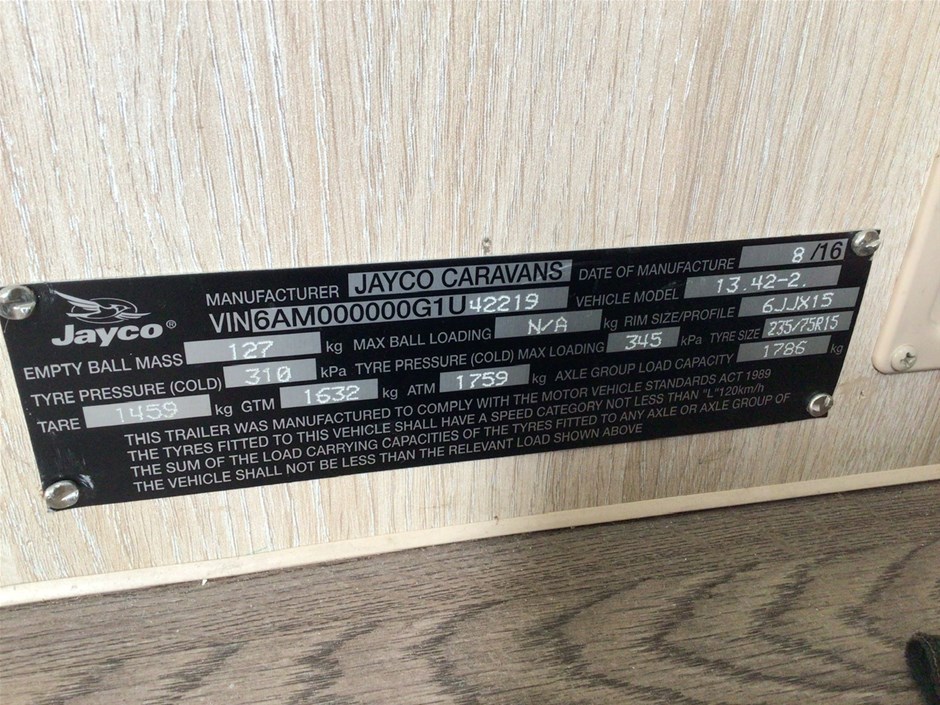 Jayco®
MANUFACTURER JAYCO CARAVANS DATE OF MANUFACTURE 8/16
VIN6AM000000G1U42219 VEHICLE MODEL 13.42-2.
EMPTY BALL MASS 127 kg MAX BALL LOADING N/A kg RIM SIZE/PROFILE 6JJX15
TYRE PRESSURE (COLD) 310 kPa TYRE PRESSURE (COLD) MAX LOADING 345 kPa TYRE SIZE 235/75R15
TARE 1459 kg GTM 1632 kg ATM 1759 kg AXLE GROUP LOAD CAPACITY 1786 kg
THIS TRAILER WAS MANUFACTURED TO COMPLY WITH THE MOTOR VEHICLE STANDARDS ACT 1989
THE TYRES FITTED TO THIS VEHICLE SHALL HAVE A SPEED CATEGORY NOT LESS THAN "L"120km/h
THE SUM OF THE LOAD CARRYING CAPACITIES OF THE TYRES FITTED TO ANY AXLE OR AXLE GROUP OF
THE VEHICLE SHALL NOT BE LESS THAN THE RELEVANT LOAD SHOWN ABOVE